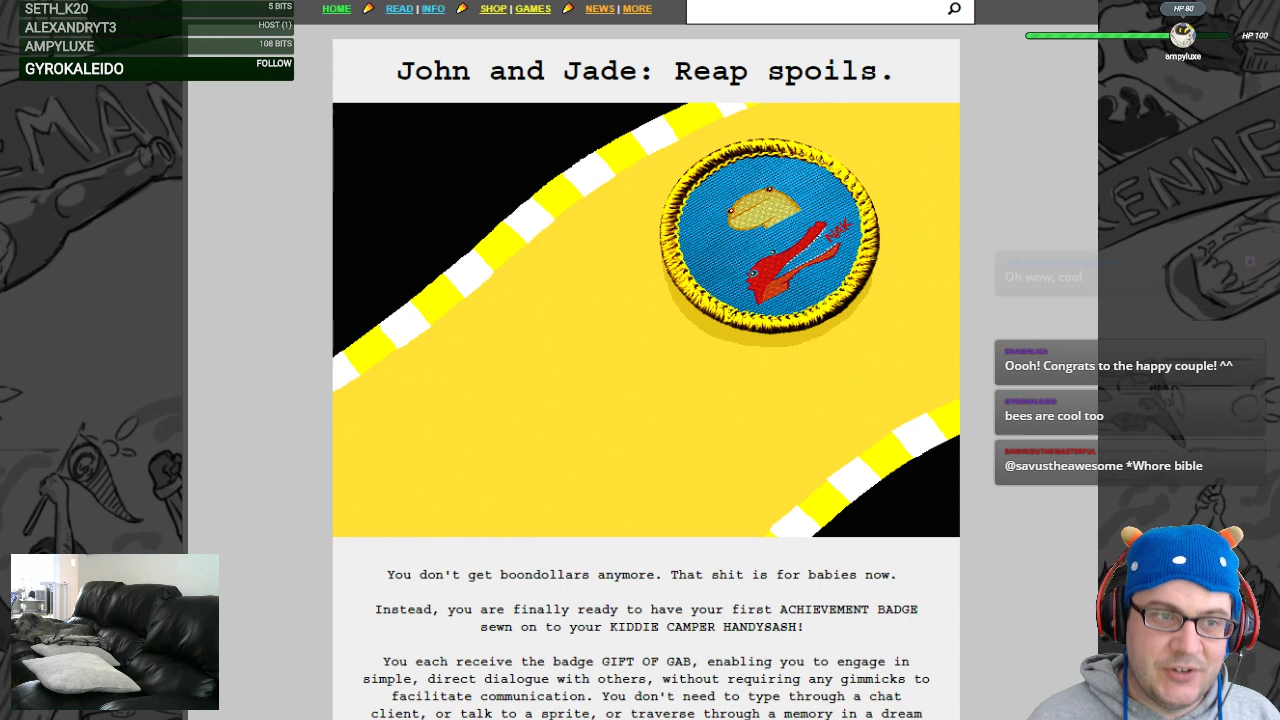 SETH_K20
5 BITS
ALEXANDRYT3
HOST (1)
AMPYLUXE
108 BITS
GYROKALEIDO
FOLLOW
HOME READ | INFO SHOP | GAMES NEWS | MORE
HP 80
HP 100
ampyluxe
John and Jade: Reap spoils.
NAK
Oh wow, cool
Oooh! Congrats to the happy couple! ^^
GYROKALEIDO
bees are cool too
@savustheawesome *Whore bible
You don't get boondollars anymore. That shit is for babies now.
Instead, you are finally ready to have your first ACHIEVEMENT BADGE
sewn on to your KIDDIE CAMPER HANDYSASH!
You each receive the badge GIFT OF GAB, enabling you to engage in
simple, direct dialogue with others, without requiring any gimmicks to
facilitate communication. You don't need to type through a chat
client, or talk to a sprite, or traverse through a memory in a dream